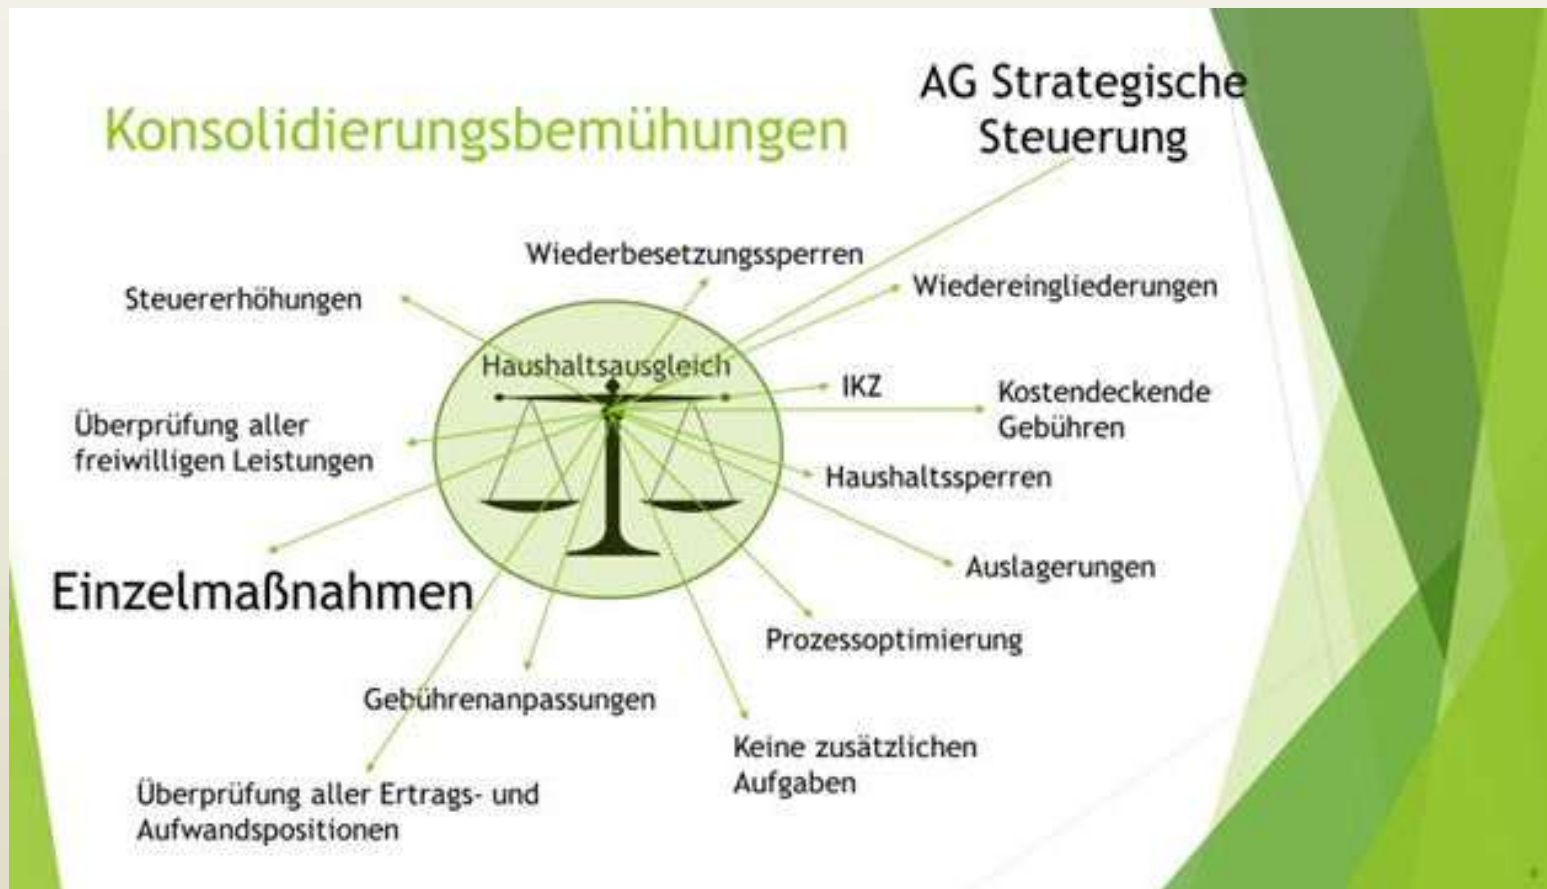 AG Strategische
Steuerung
Konsolidierungsbemühungen
Wiederbesetzungssperren
Steuererhöhungen
Wiedereingliederungen
Haushaltsausgleich
IKZ
Kostendeckende
Gebühren
Überprüfung aller
freiwilligen Leistungen
Haushaltssperren
Auslagerungen
Einzelmaßnahmen
Prozessoptimierung
Gebührenanpassungen
Keine zusätzlichen
Aufgaben
Überprüfung aller Ertrags- und
Aufwandspositionen